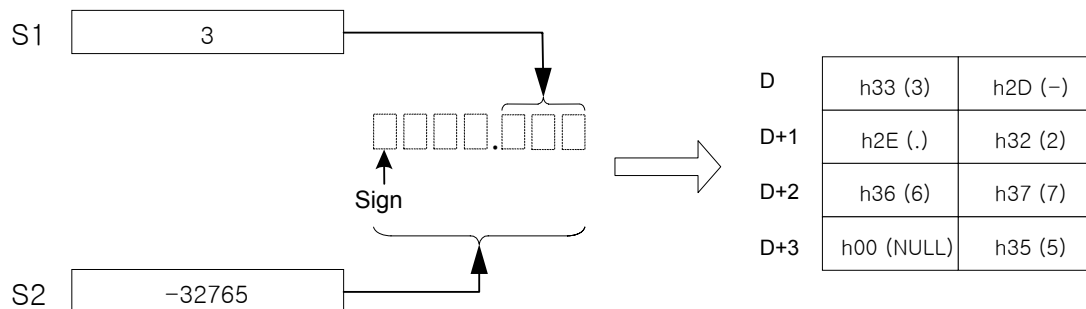 S1 3
D h33 (3) h2D (-)
D+1 h2E (.) h32 (2)
.
D+2 h36 (6) h37 (7)
Sign
D+3 h00 (NULL) h35 (5)
S2 -32765